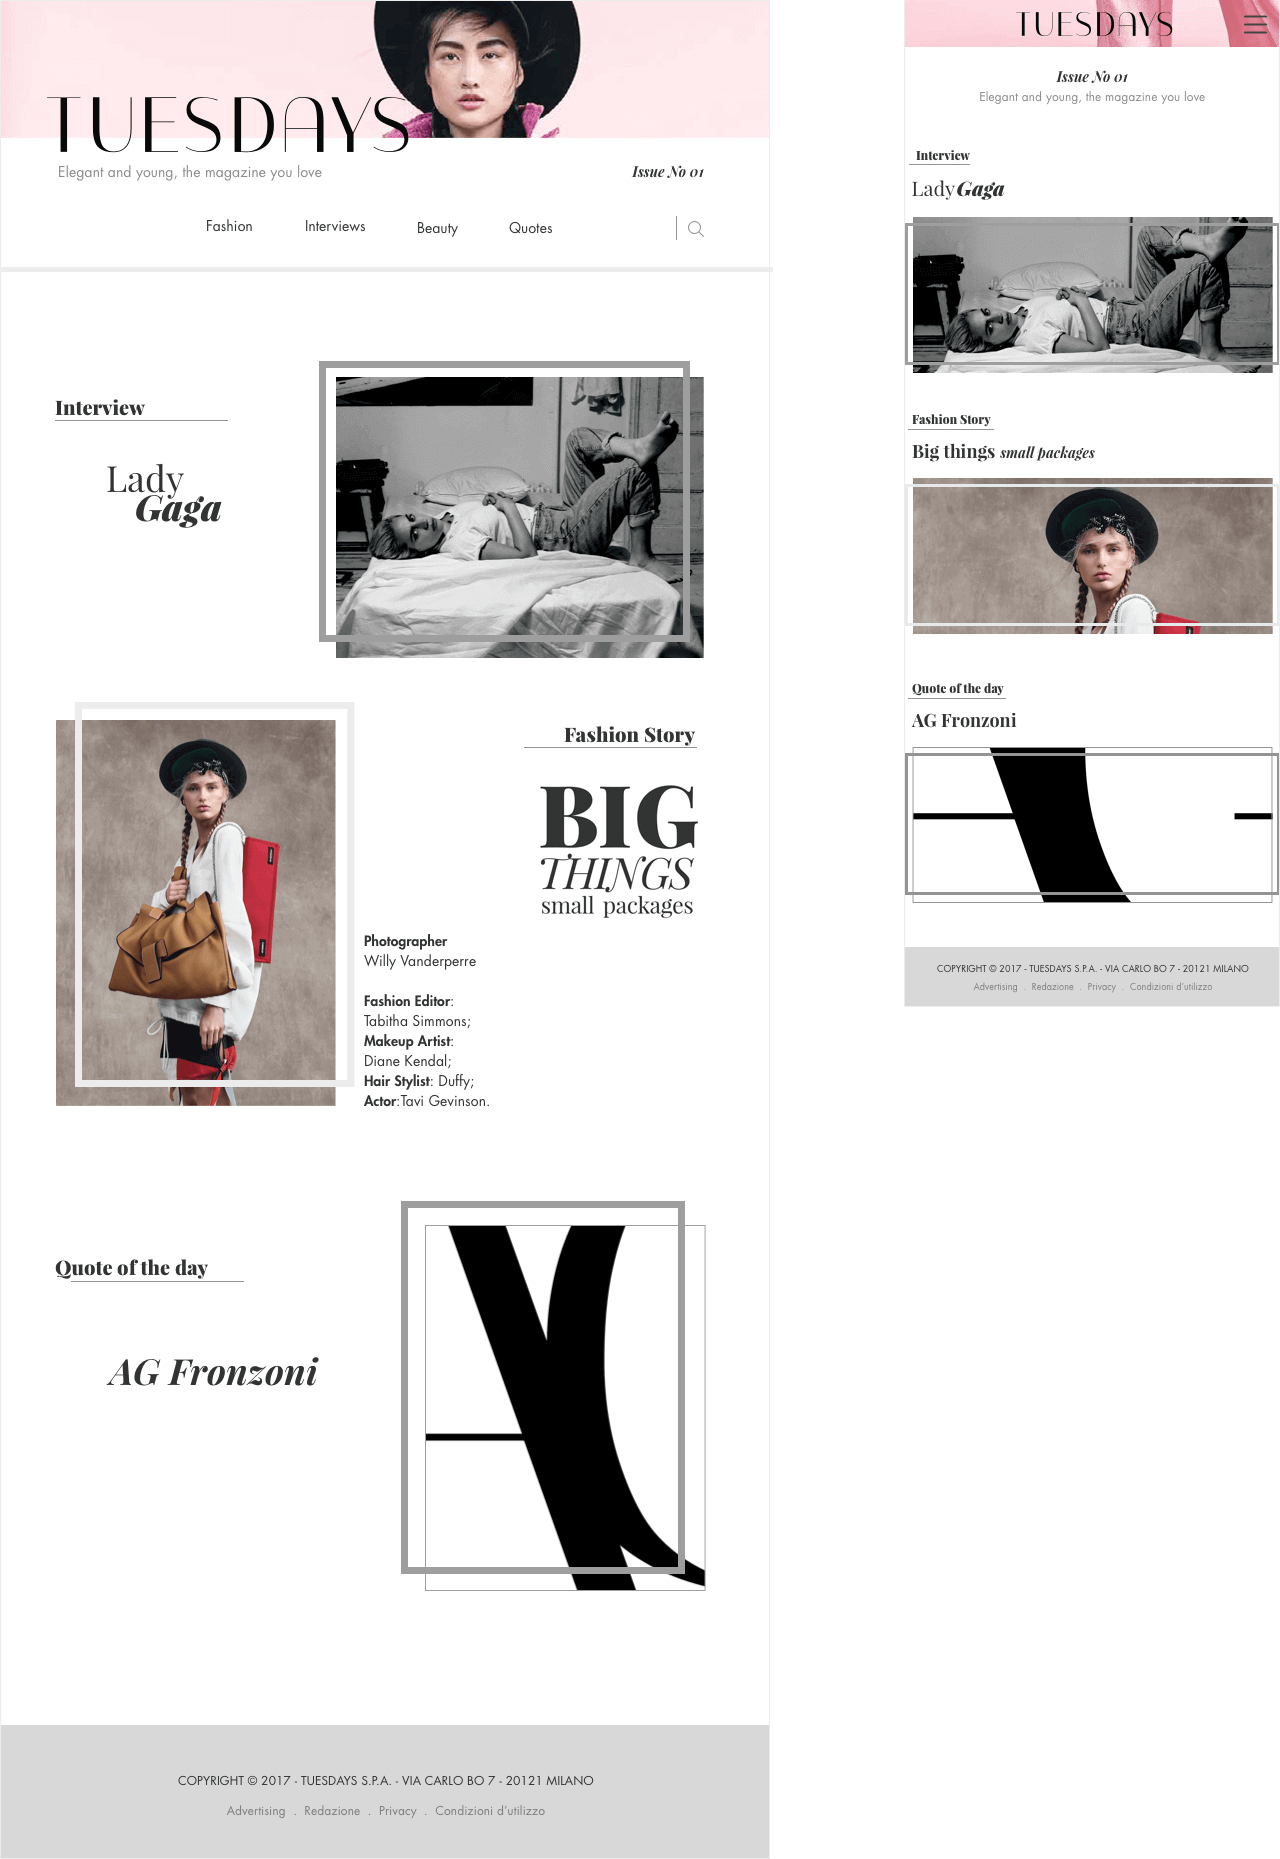 TUESDAYS
Elegant and young, the magazine you love
Issue No 01
Fashion
Interviews
Beauty
Quotes
Interview
Lady
Gaga
Fashion Story
BIG
THINGS
small packages
Photographer
Willy Vanderperre
Fashion Editor:
Tabitha Simmons;
Makeup Artist:
Diane Kendal;
Hair Stylist: Duffy;
Actor:Tavi Gevinson.
Quote of the day
AG Fronzoni
COPYRIGHT © 2017 - TUESDAYS S.P.A. - VIA CARLO BO 7 - 20121 MILANO
Advertising . Redazione . Privacy . Condizioni d'utilizzo
TUESDAYS
Issue No 01
Elegant and young, the magazine you love
Interview
Lady Gaga
Fashion Story
Big things small packages
Quote of the day
AG Fronzoni
COPYRIGHT © 2017 - TUESDAYS S.P.A. - VIA CARLO BO 7 - 20121 MILANO
Advertising . Redazione . Privacy . Condizioni d'utilizzo